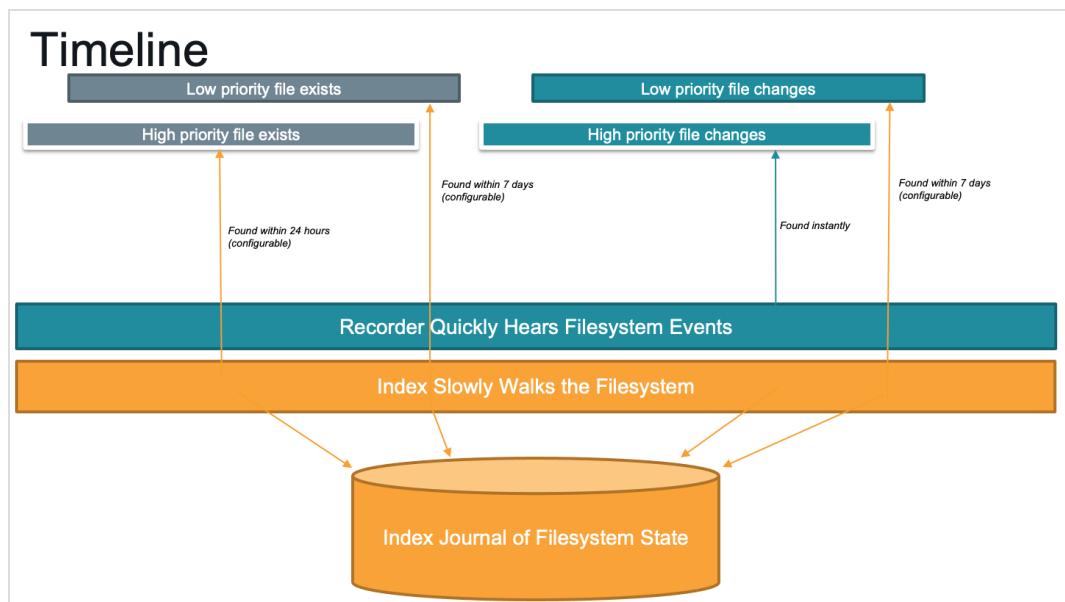 Timeline
Low priority file exists
Low priority file changes
High priority file exists
High priority file changes
Found within 7 days
(configurable)
Found within 7 days
(configurable)
Found within 24 hours
(configurable)
Found instantly
Recorder Quickly Hears Filesystem Events
Index Slowly Walks the Filesystem
Index Journal of Filesystem State